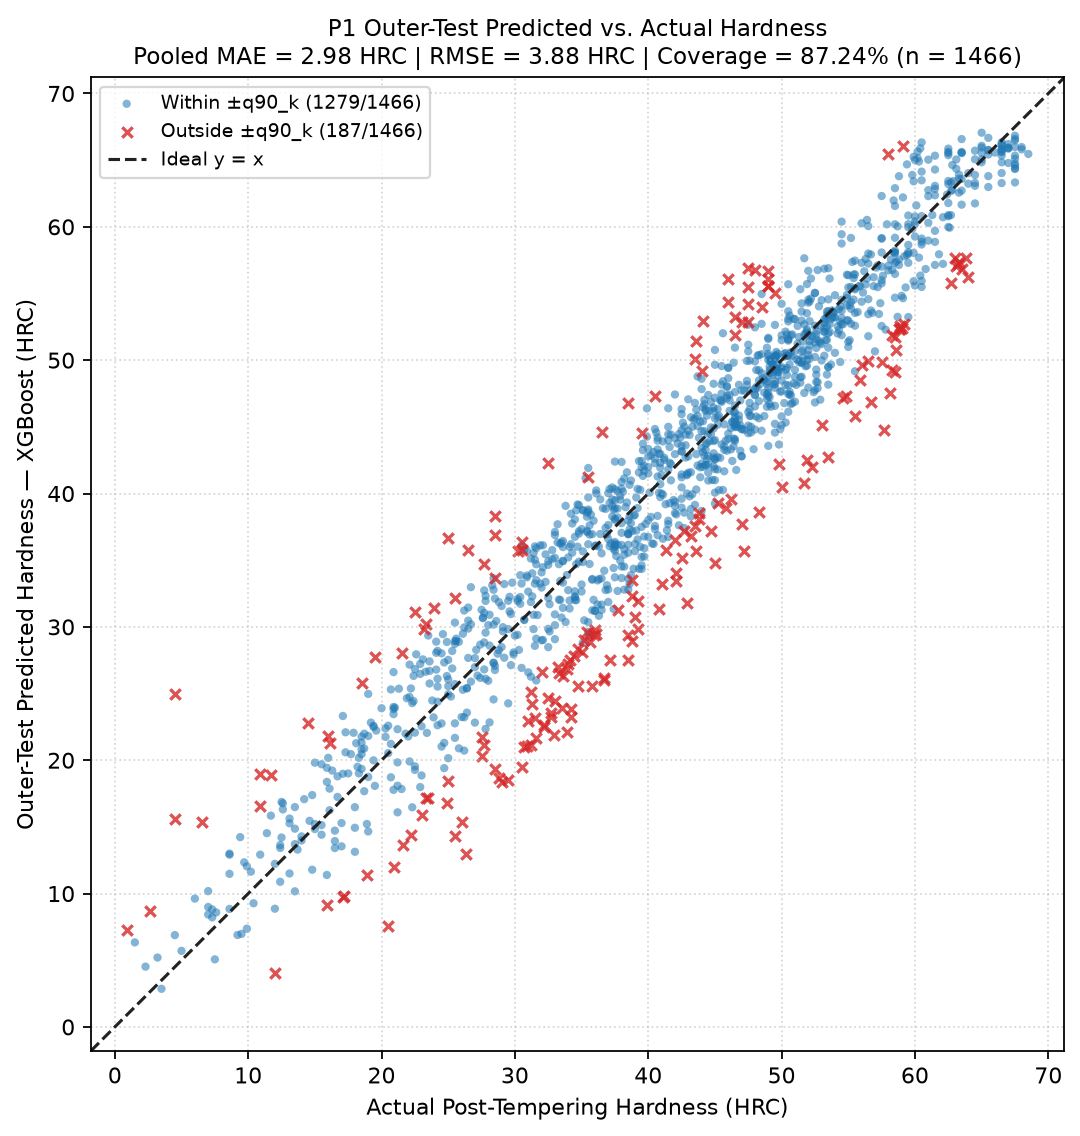 P1 Outer-Test Predicted vs. Actual Hardness
Pooled MAE = 2.98 HRC | RMSE = 3.88 HRC | Coverage = 87.24% (n = 1466)
Within ±q90_k (1279/1466)
Outside ±q90_k (187/1466)
Ideal y = x
Outer-Test Predicted Hardness — XGBoost (HRC)
70
60
50
40
30
20
10
0
0 10 20 30 40 50 60 70
Actual Post-Tempering Hardness (HRC)